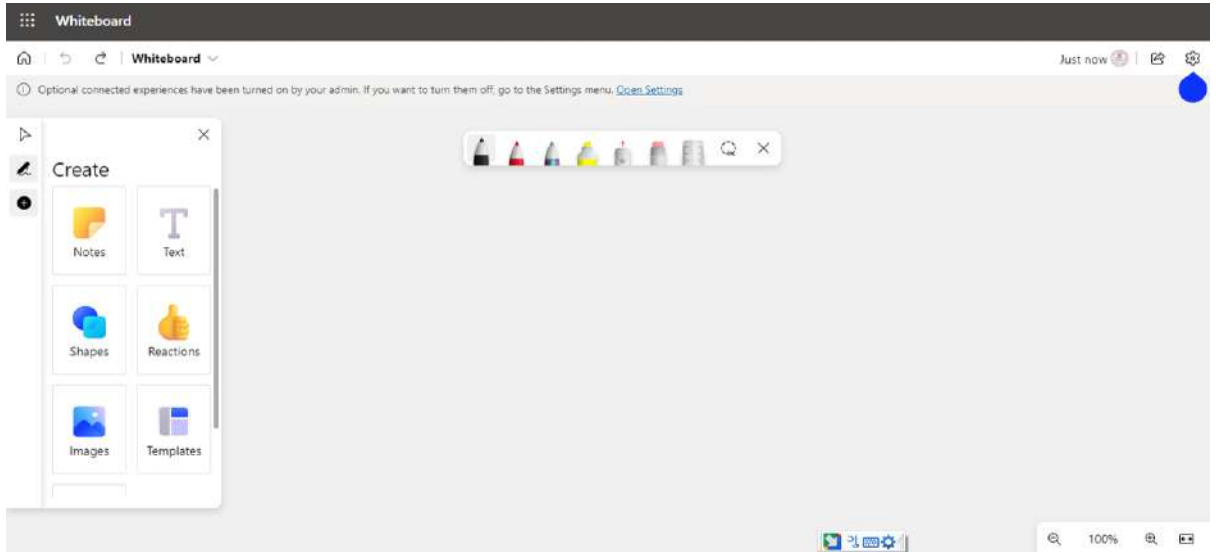 Whiteboard
Whiteboard
Just now
Optional connected experiences have been turned on by your admin. If you want to turn them off, go to the Settings menu. Open Settings
Create
Notes
Text
Shapes
Reactions
Images
Templates
100%